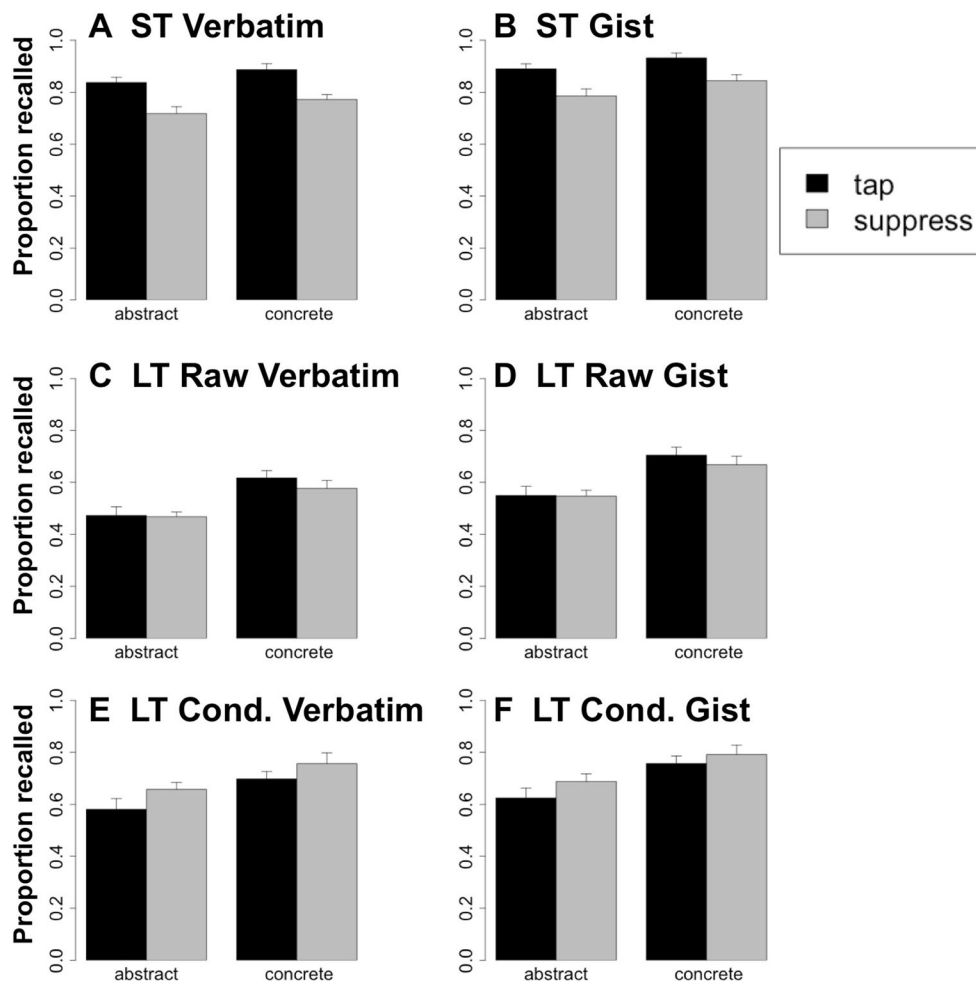 A ST Verbatim
Proportion recalled
0.0 0.2 0.4 0.6 0.8 1.0
abstract concrete
B ST Gist
0.0 0.2 0.4 0.6 0.8 1.0
abstract concrete
tap
suppress
C LT Raw Verbatim
Proportion recalled
0.0 0.2 0.4 0.6 0.8 1.0
abstract concrete
D LT Raw Gist
0.0 0.2 0.4 0.6 0.8 1.0
abstract concrete
E LT Cond. Verbatim
Proportion recalled
0.0 0.2 0.4 0.6 0.8 1.0
abstract concrete
F LT Cond. Gist
0.0 0.2 0.4 0.6 0.8 1.0
abstract concrete